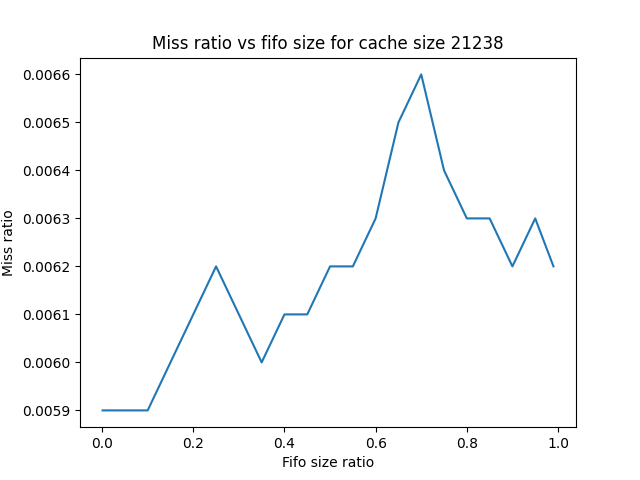 Miss ratio vs fifo size for cache size 21238
0.0066
0.0065
0.0064
0.0063
0.0062
0.0061
0.0060
0.0059
Miss ratio
0.0 0.2 0.4 0.6 0.8 1.0
Fifo size ratio